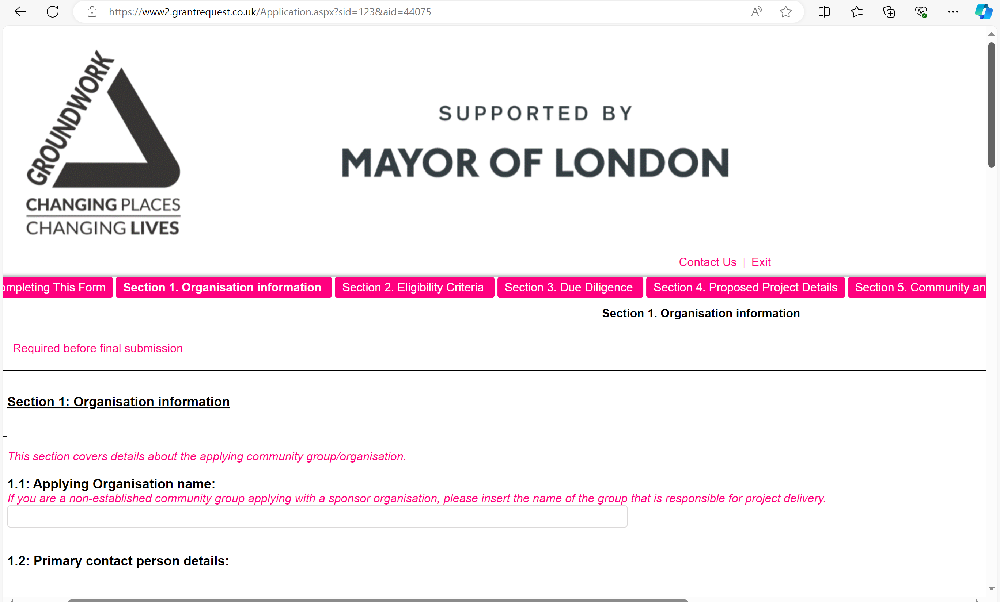 https://www2.grantrequest.co.uk/Application.aspx?sid=123&aid=44075
GROUNDWORK
CHANGING PLACES
CHANGING LIVES
SUPPORTED BY
MAYOR OF LONDON
Contact Us | Exit
ompleting This Form
Section 1. Organisation information
Section 2. Eligibility Criteria
Section 3. Due Diligence
Section 4. Proposed Project Details
Section 5. Community an
Section 1. Organisation information
Required before final submission
Section 1: Organisation information
This section covers details about the applying community group/organisation.
1.1: Applying Organisation name:
If you are a non-established community group applying with a sponsor organisation, please insert the name of the group that is responsible for project delivery.
1.2: Primary contact person details: